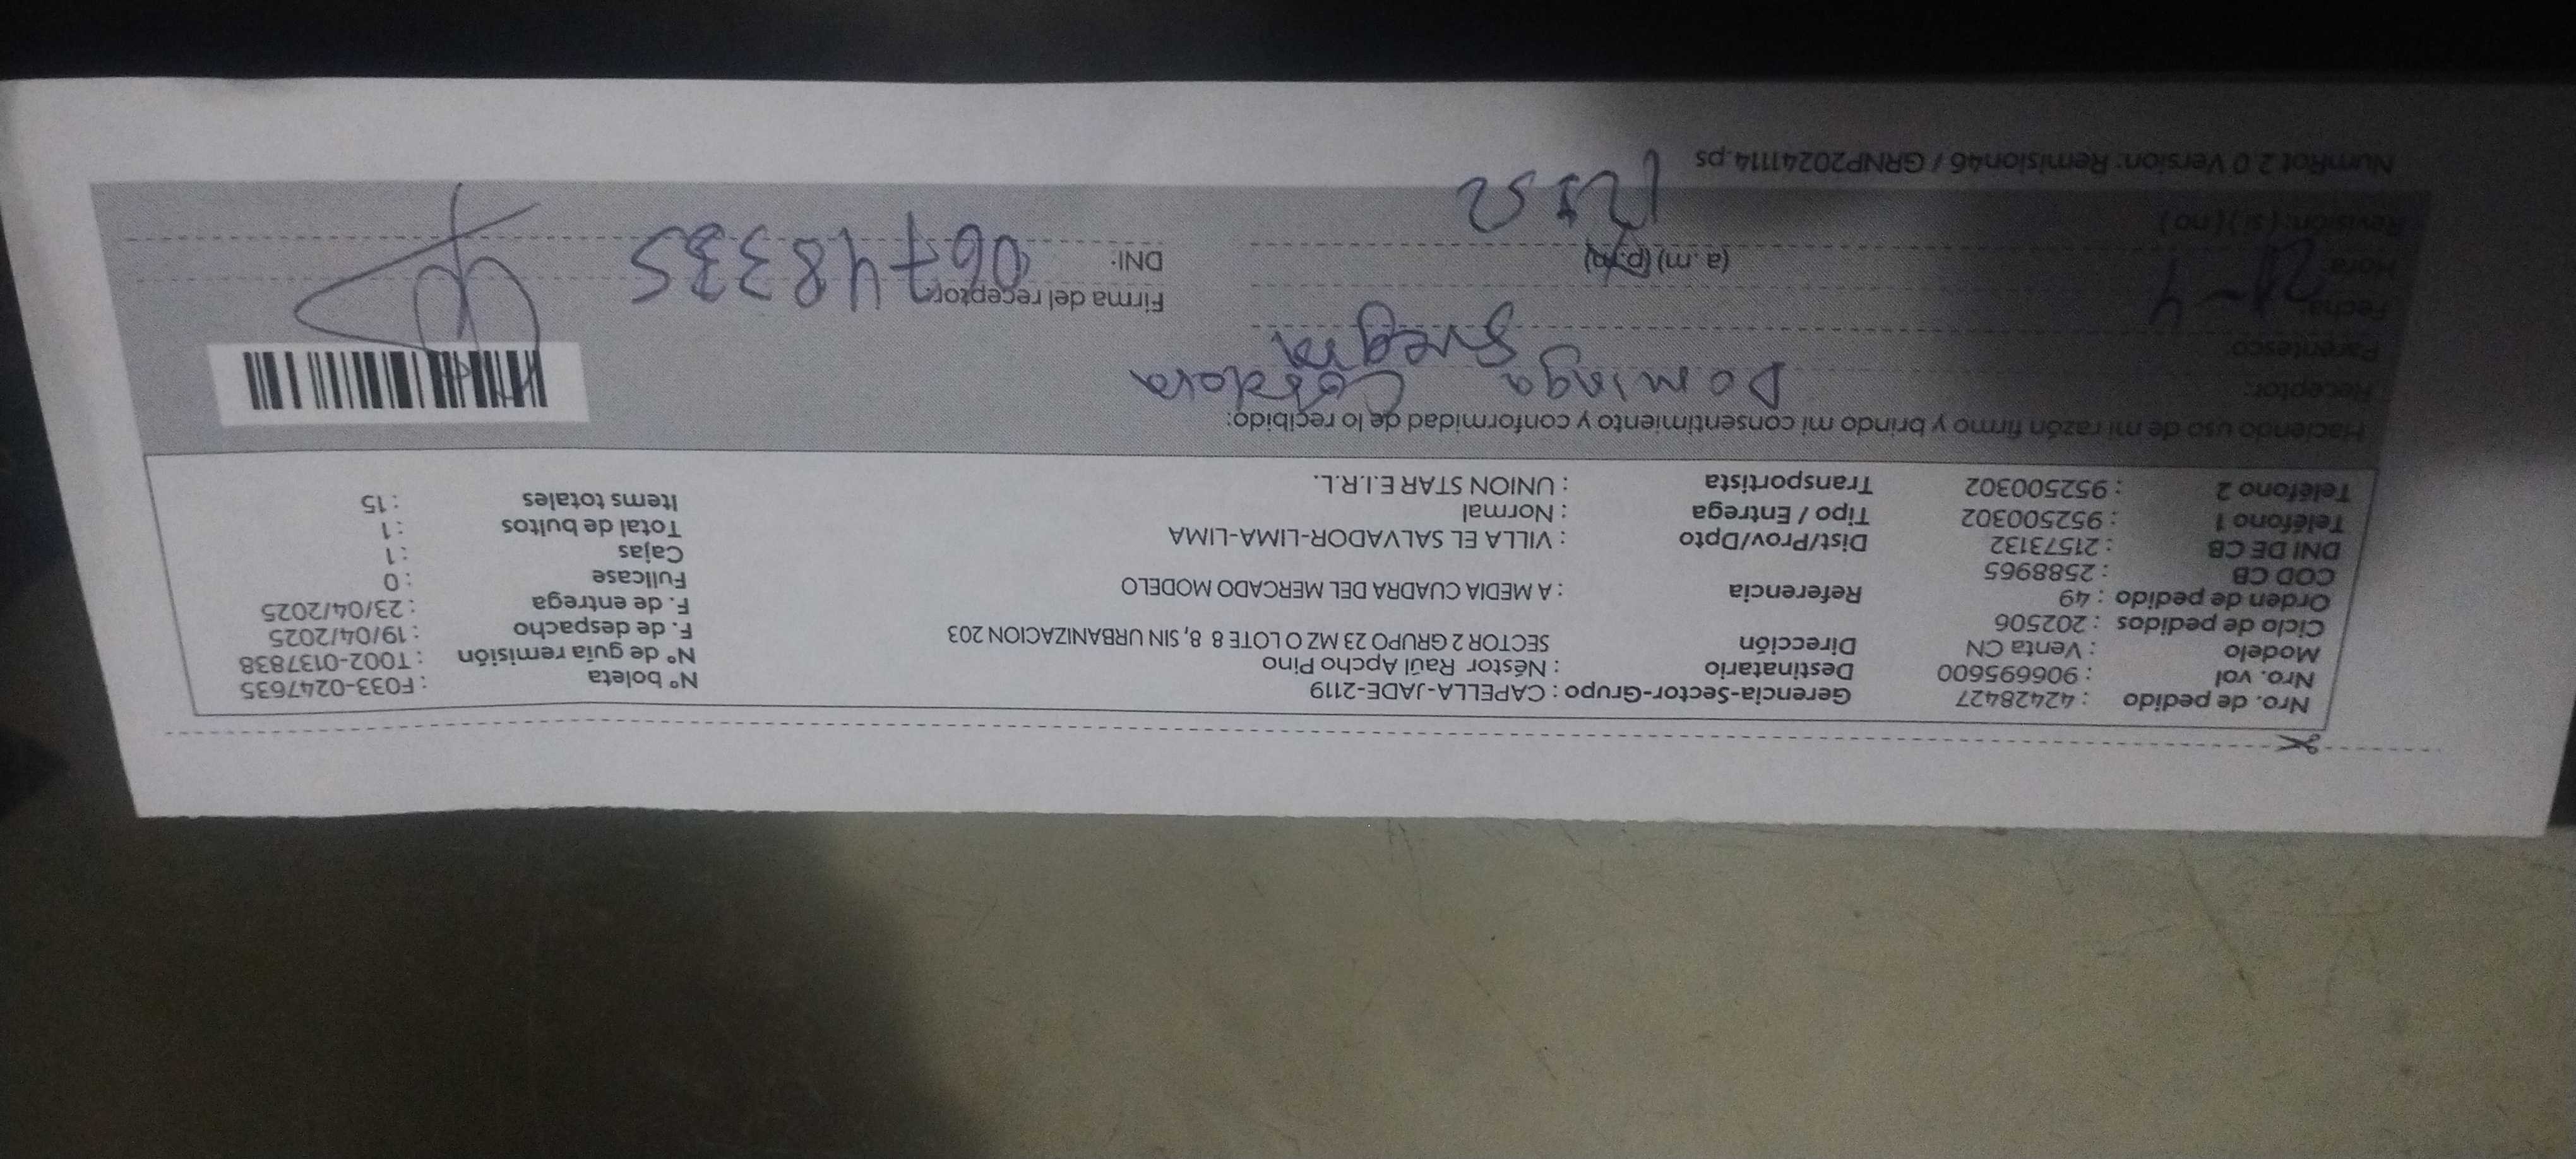 Nro. de pedido : 42428427 Gerencia-Sector-Grupo : CAPELLA-JADE-2119 N° boleta : F033-0247635
Nro. vol : 906695600 Destinatario : Néstor Raúl Apcho Pino N° de guía remisión : T002-0137838
Modelo : Venta CN Dirección SECTOR 2 GRUPO 23 MZ O LOTE 8 8, SIN URBANIZACION 203 F. de despacho : 19/04/2025
Ciclo de pedidos : 202506 F. de entrega : 23/04/2025
Orden de pedido : 49 Referencia : A MEDIA CUADRA DEL MERCADO MODELO Fullcase : 0
COD CB : 2588965 Cajas : 1
DNI DE CB : 21573132 Dist/Prov/Dpto : VILLA EL SALVADOR-LIMA-LIMA Total de bultos : 1
Teléfono 1 : 952500302 Tipo / Entrega : Normal Items totales : 15
Teléfono 2 : 952500302 Transportista : UNION STAR E.I.R.L.
Haciendo uso de mi razón firmo y brindo mi consentimiento y conformidad de lo recibido:
Receptor: Dominga Cordova
Parentesco:
Fecha: 21-4
Firma del receptor:
Hora: (a.m) (p.m) DNI: 06748335
Revisión: (si) (no)
NumRot 2.0 Version: Remision46 / GRNP20241114.ps